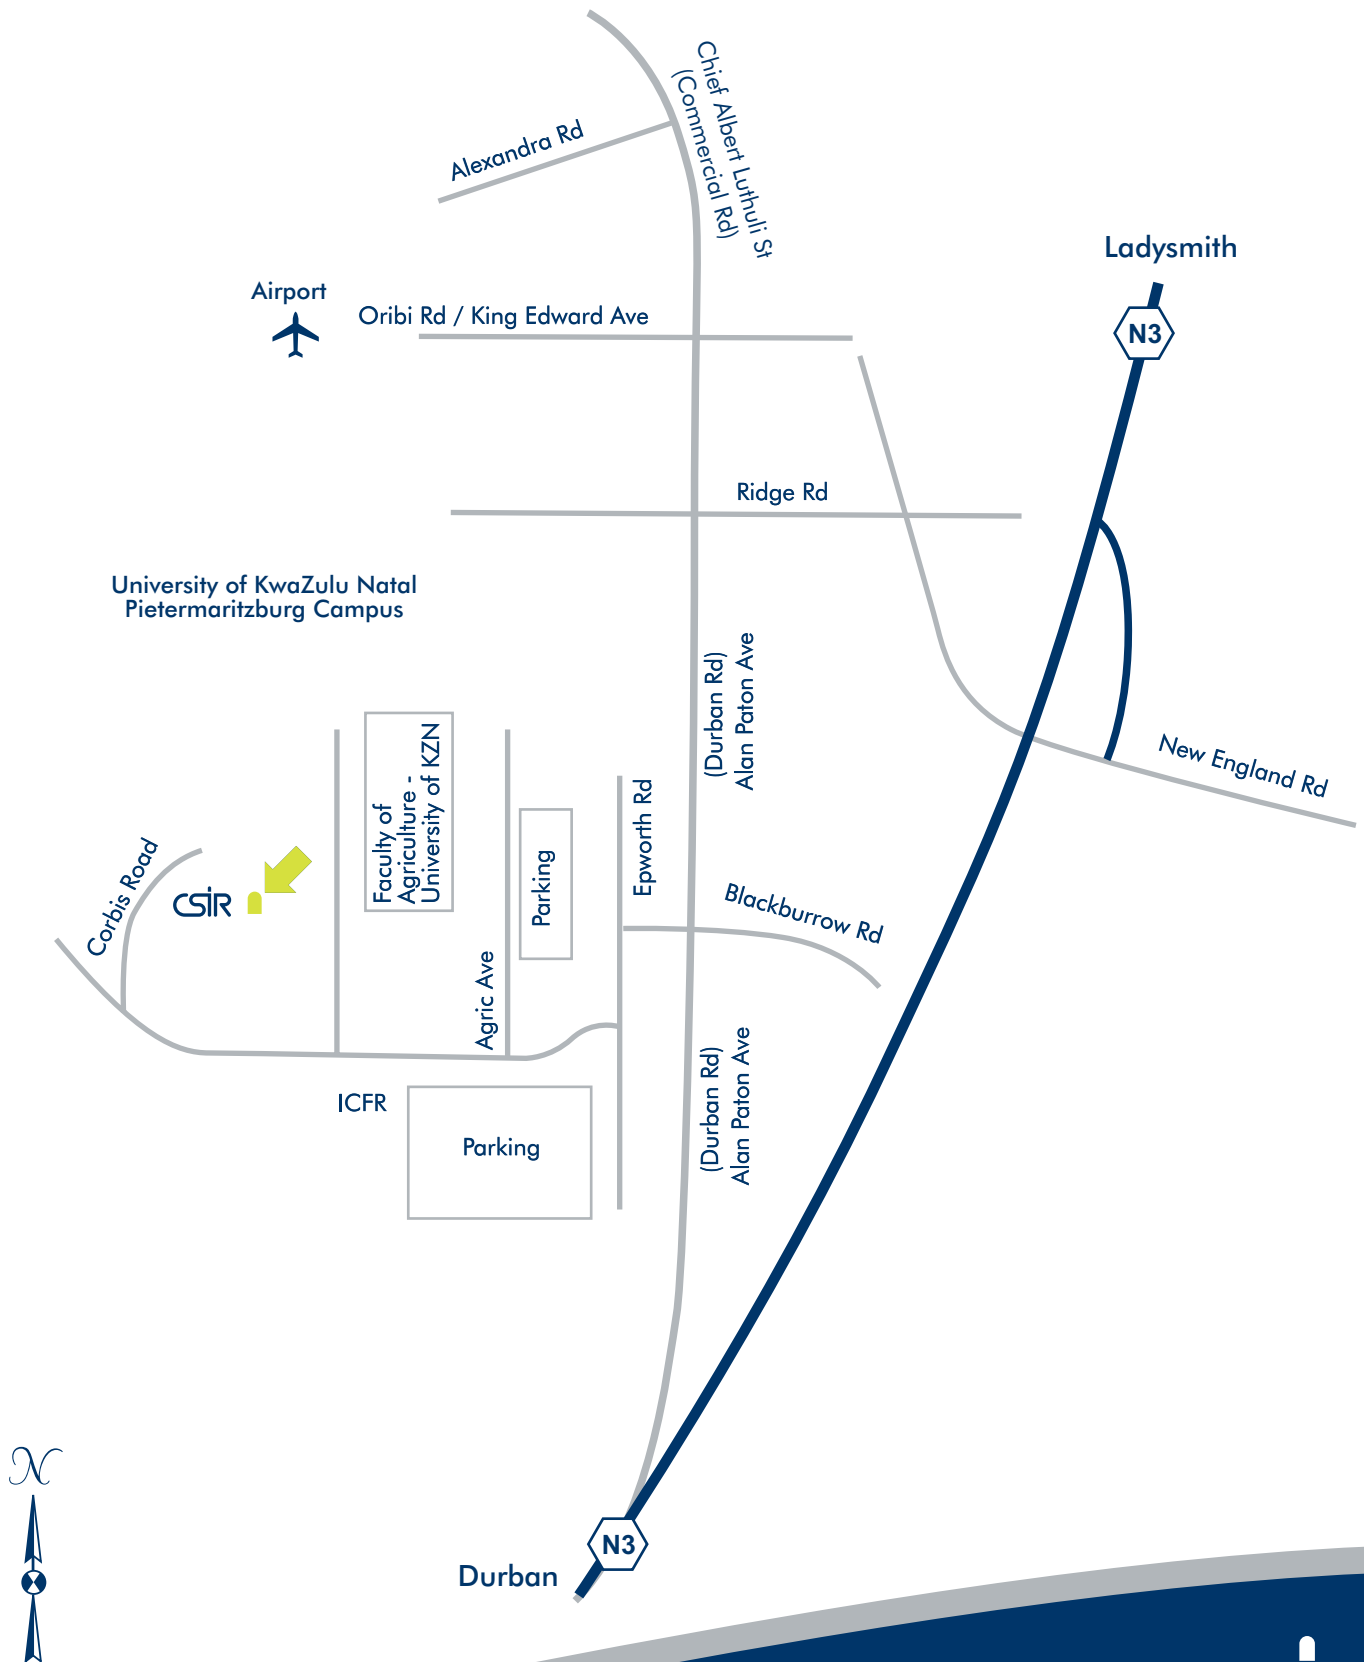 Chief Albert Luthuli St
(Commercial Rd)
Alexandra Rd
Ladysmith
N3
Airport
Oribi Rd / King Edward Ave
Ridge Rd
University of KwaZulu Natal
Pietermaritzburg Campus
(Durban Rd)
Alan Paton Ave
New England Rd
Faculty of
Agriculture -
University of KZN
Parking
Epworth Rd
Corbis Road
CSIR
Blackburrow Rd
Agric Ave
ICFR
Parking
(Durban Rd)
Alan Paton Ave
N
N3
Durban